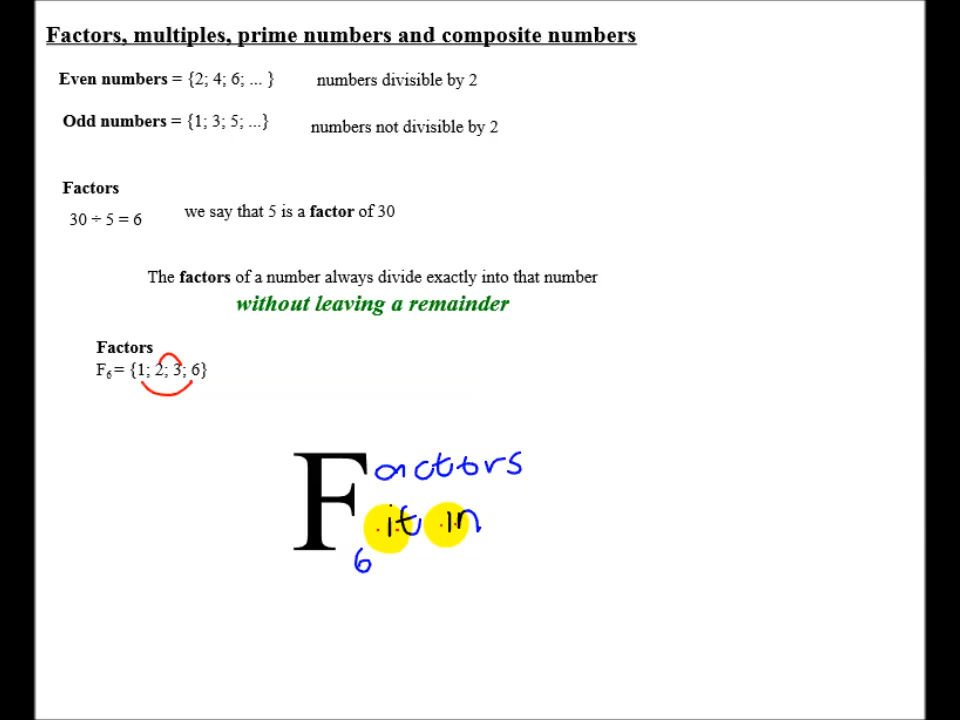 Factors, multiples, prime numbers and composite numbers
Even numbers = {2; 4; 6; ... } numbers divisible by 2
Odd numbers = {1; 3; 5; ...} numbers not divisible by 2
Factors
30 ÷ 5 = 6 we say that 5 is a factor of 30
The factors of a number always divide exactly into that number
without leaving a remainder
Factors
F₆ = {1; 2; 3; 6}
Factors
it in
6